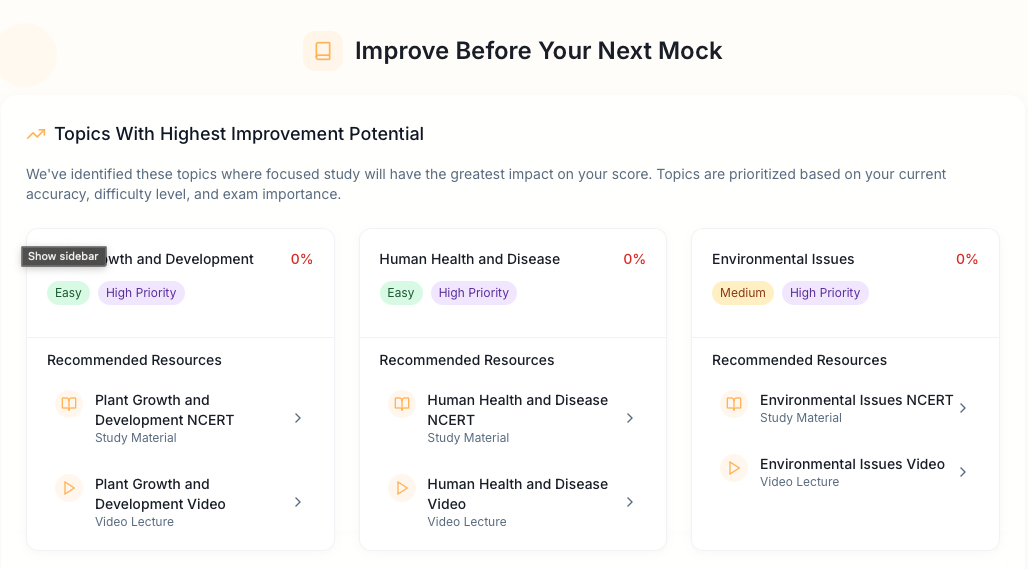 Improve Before Your Next Mock
Topics With Highest Improvement Potential
We've identified these topics where focused study will have the greatest impact on your score. Topics are prioritized based on your current
accuracy, difficulty level, and exam importance.
Show sidebar
and Development 0%
Easy High Priority
Recommended Resources
Plant Growth and
Development NCERT
Study Material
Plant Growth and
Development Video
Video Lecture
Human Health and Disease 0%
Easy High Priority
Recommended Resources
Human Health and Disease
NCERT
Study Material
Human Health and Disease
Video
Video Lecture
Environmental Issues 0%
Medium High Priority
Recommended Resources
Environmental Issues NCERT
Study Material
Environmental Issues Video
Video Lecture